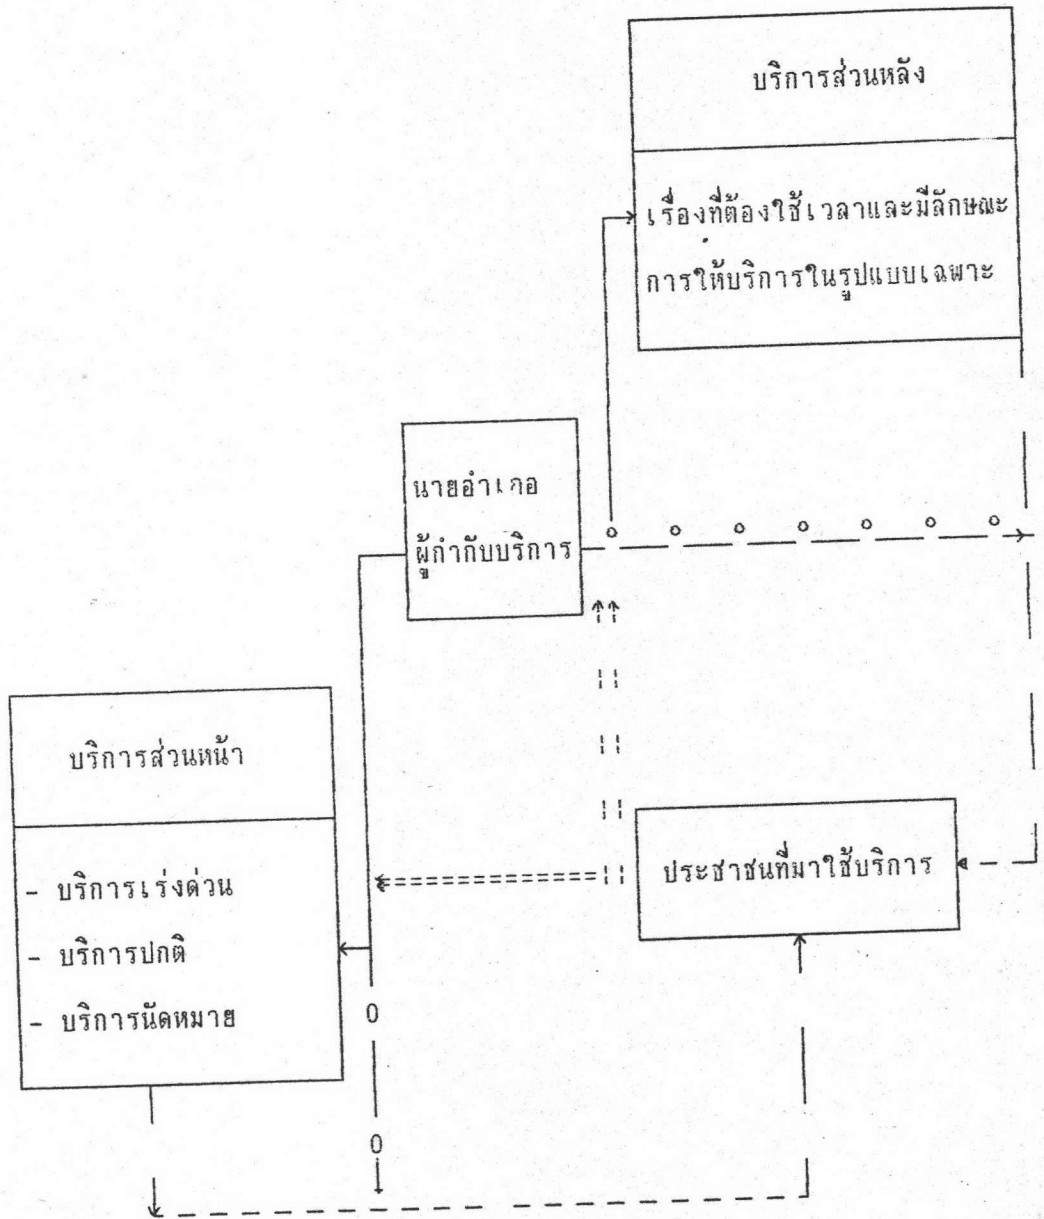 บริการส่วนหลัง
เรื่องที่ต้องใช้เวลาและมีลักษณะ
การให้บริการในรูปแบบเฉพาะ
นายอำเภอ
ผู้กำกับบริการ
บริการส่วนหน้า
- บริการเร่งด่วน
- บริการปกติ
- บริการนัดหมาย
ประชาชนที่มาใช้บริการ